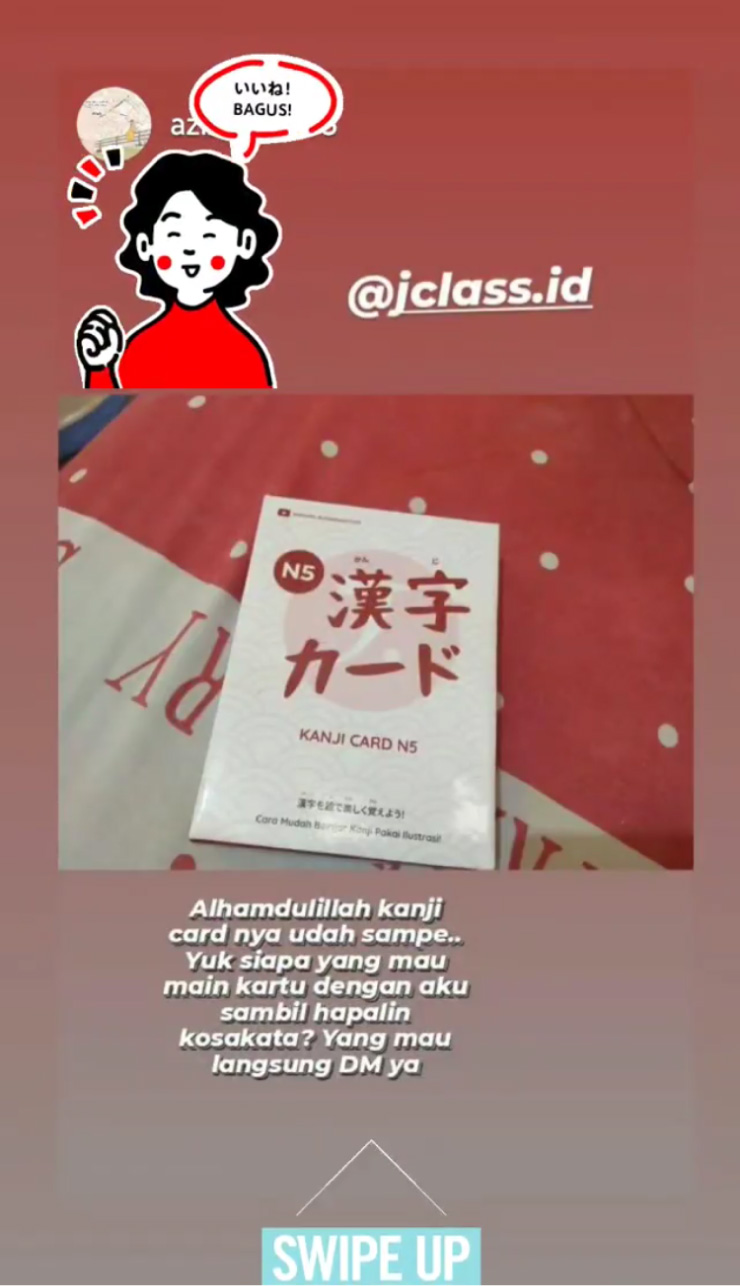 いいね!
BAGUS!
@jclass.id
かん じ
N5 漢字
カード
KANJI CARD N5
漢字を絵で楽しく覚えよう!
Cara Mudah Belajar Kanji Pakai Ilustrasi!
RY
Alhamdulillah kanji
card nya udah sampe..
Yuk siapa yang mau
main kartu dengan aku
sambil hapalin
kosakata? Yang mau
langsung DM ya
SWIPE UP